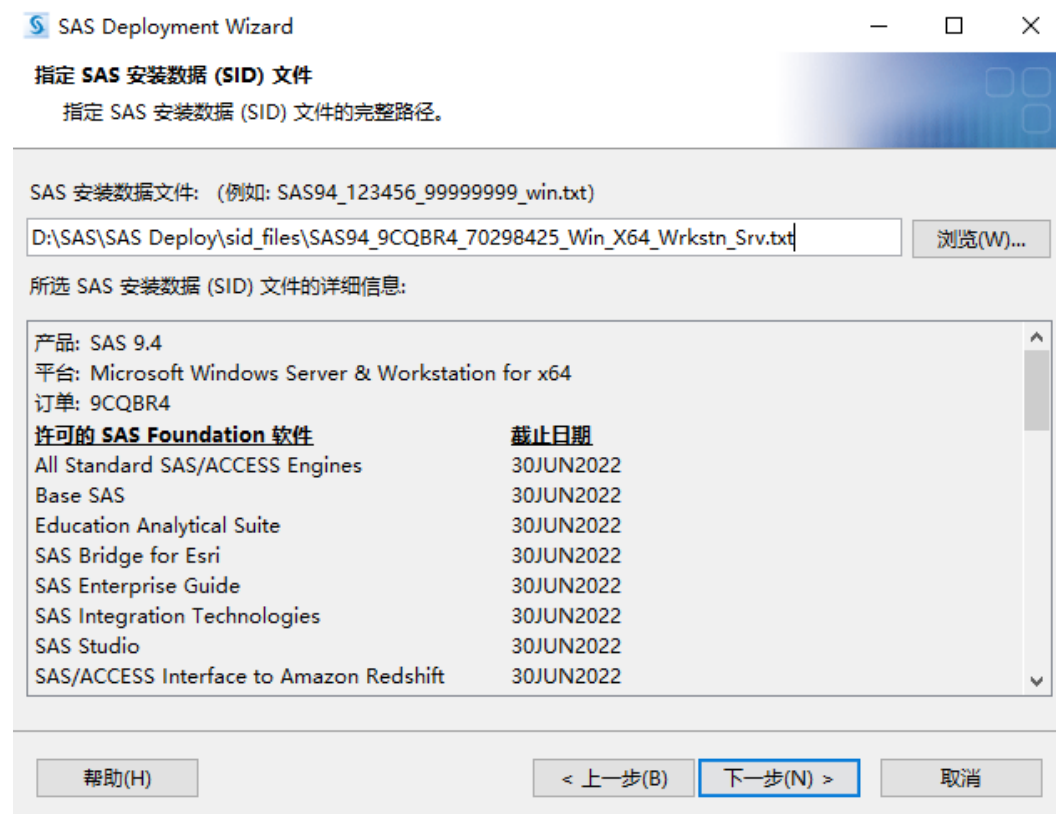 SAS Deployment Wizard
指定 SAS 安装数据 (SID) 文件
指定 SAS 安装数据 (SID) 文件的完整路径。
SAS 安装数据文件: (例如: SAS94_123456_99999999_win.txt)
D:\SAS\SAS Deploy\sid_files\SAS94_9CQBR4_70298425_Win_X64_Wrkstn_Srv.txt 浏览(W)...
所选 SAS 安装数据 (SID) 文件的详细信息:
产品: SAS 9.4
平台: Microsoft Windows Server & Workstation for x64
订单: 9CQBR4
许可的 SAS Foundation 软件 截止日期
All Standard SAS/ACCESS Engines 30JUN2022
Base SAS 30JUN2022
Education Analytical Suite 30JUN2022
SAS Bridge for Esri 30JUN2022
SAS Enterprise Guide 30JUN2022
SAS Integration Technologies 30JUN2022
SAS Studio 30JUN2022
SAS/ACCESS Interface to Amazon Redshift 30JUN2022
帮助(H) < 上一步(B) 下一步(N) > 取消